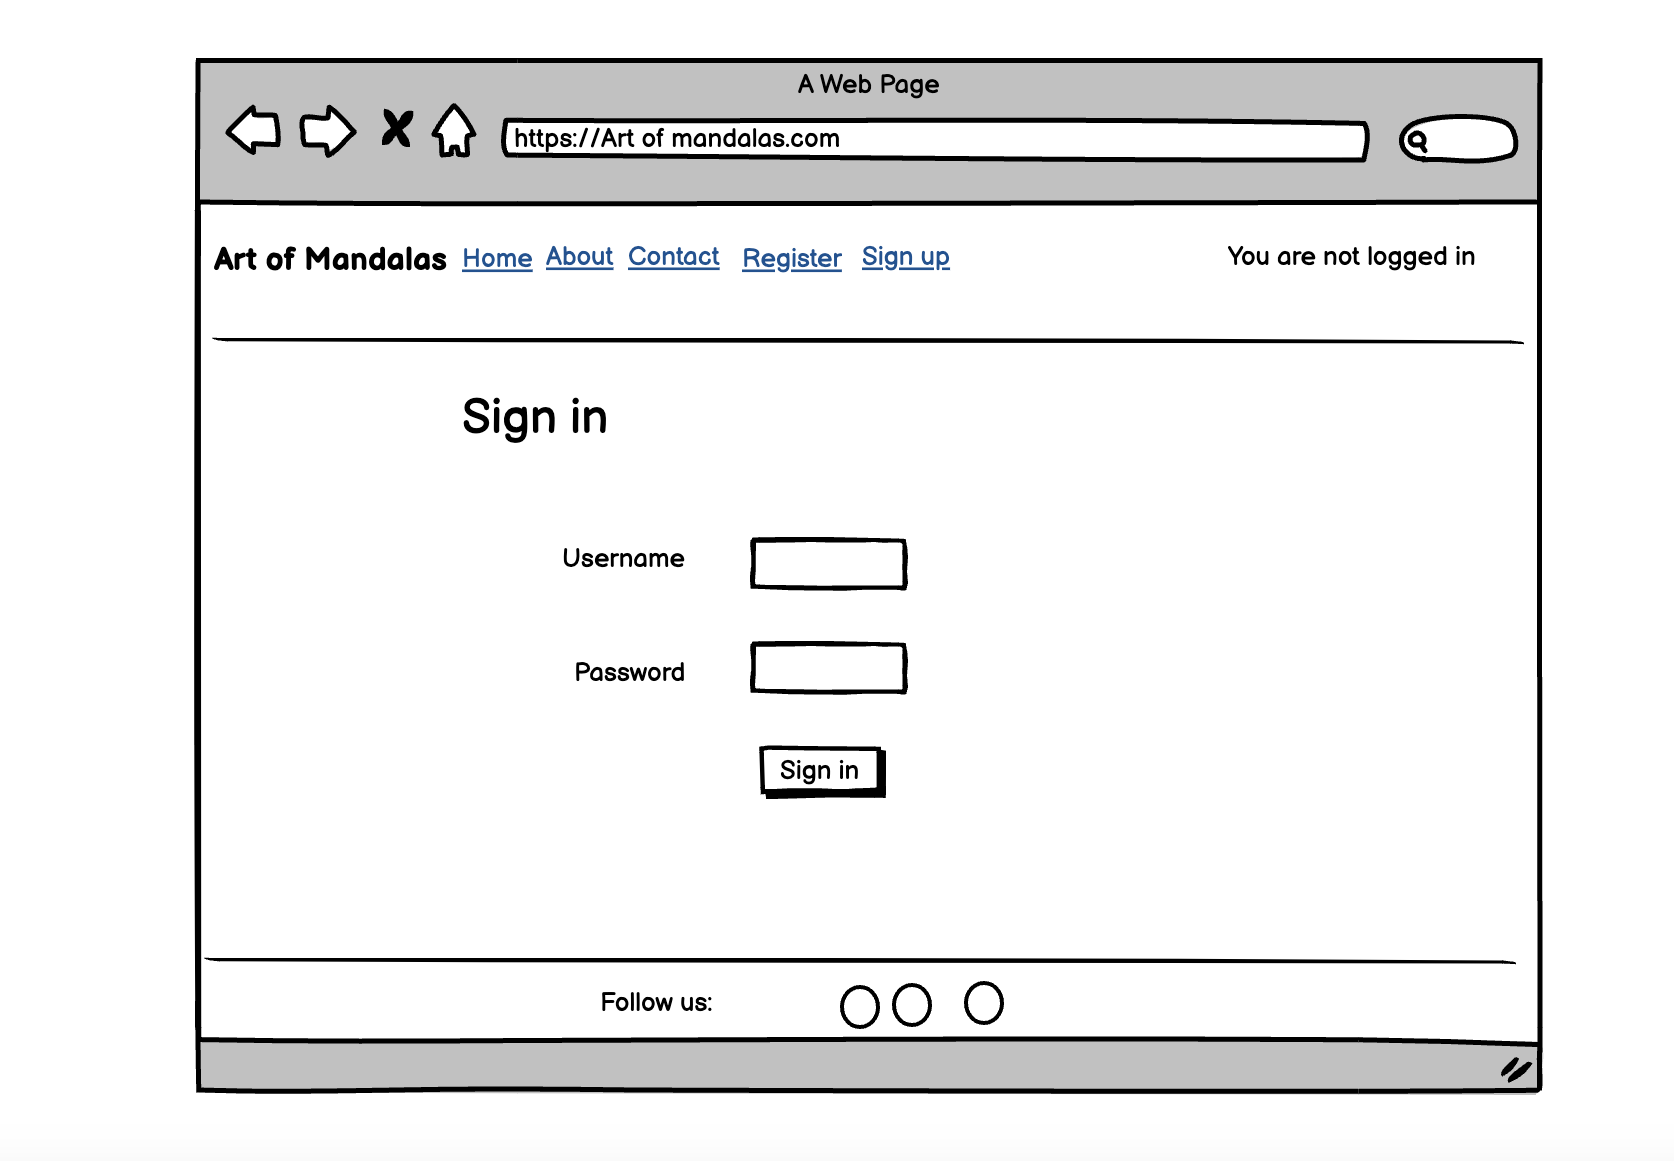 A Web Page
https://Art of mandalas.com
Art of Mandalas Home About Contact Register Sign up You are not logged in
Sign in
Username
Password
Sign in
Follow us: